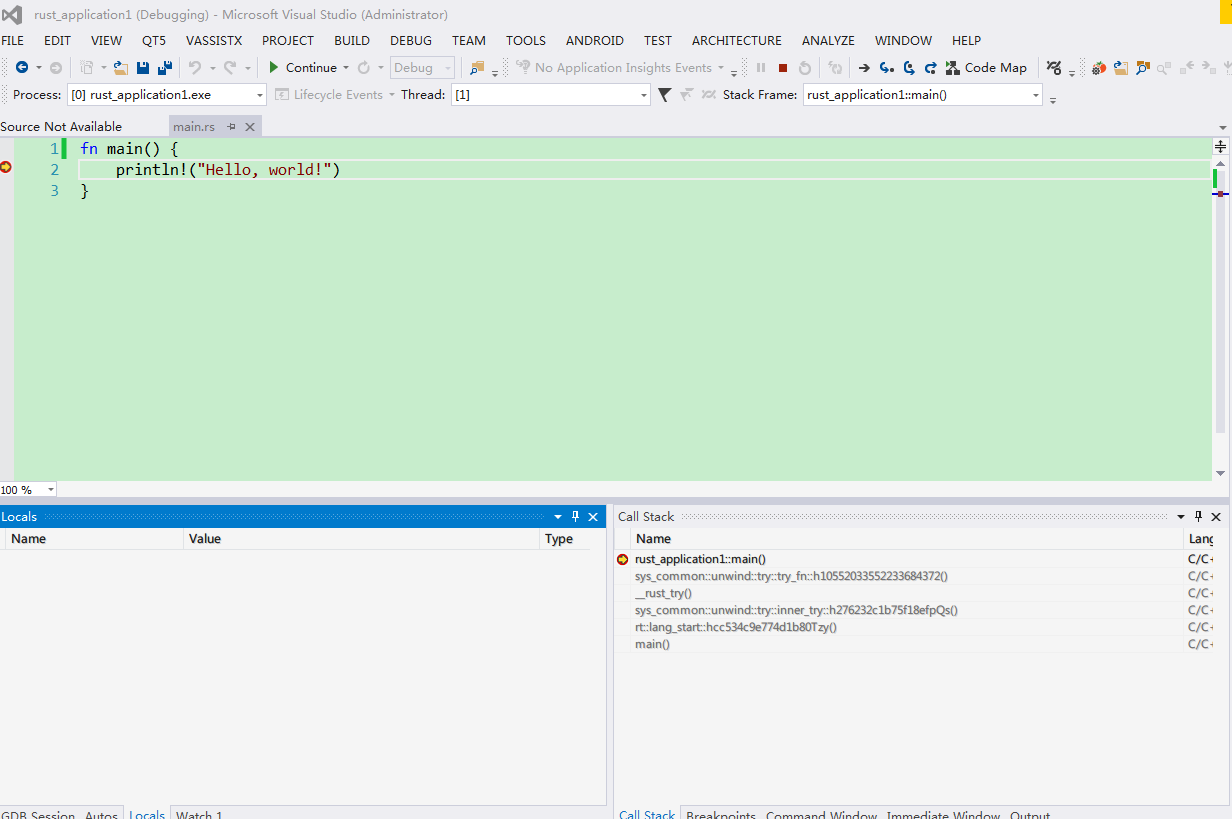 rust_application1 (Debugging) - Microsoft Visual Studio (Administrator)
FILE EDIT VIEW QT5 VASSISTX PROJECT BUILD DEBUG TEAM TOOLS ANDROID TEST ARCHITECTURE ANALYZE WINDOW HELP
Continue Debug No Application Insights Events Code Map
Process: [0] rust_application1.exe Lifecycle Events Thread: [1] Stack Frame: rust_application1::main()
Source Not Available main.rs
1 fn main() {
2 println!("Hello, world!")
3 }
100 %
Locals
Name Value Type
Call Stack
Name Lang
rust_application1::main() C/C+
sys_common::unwind::try::try_fn::h10552033552233684372() C/C+
__rust_try() C/C+
sys_common::unwind::try::inner_try::h276232c1b75f18efpQs() C/C+
rt::lang_start::hcc534c9e774d1b80Tzy() C/C+
main() C/C+
GDB Session Autos Locals Watch 1
Call Stack Breakpoints Command Window Immediate Window Output